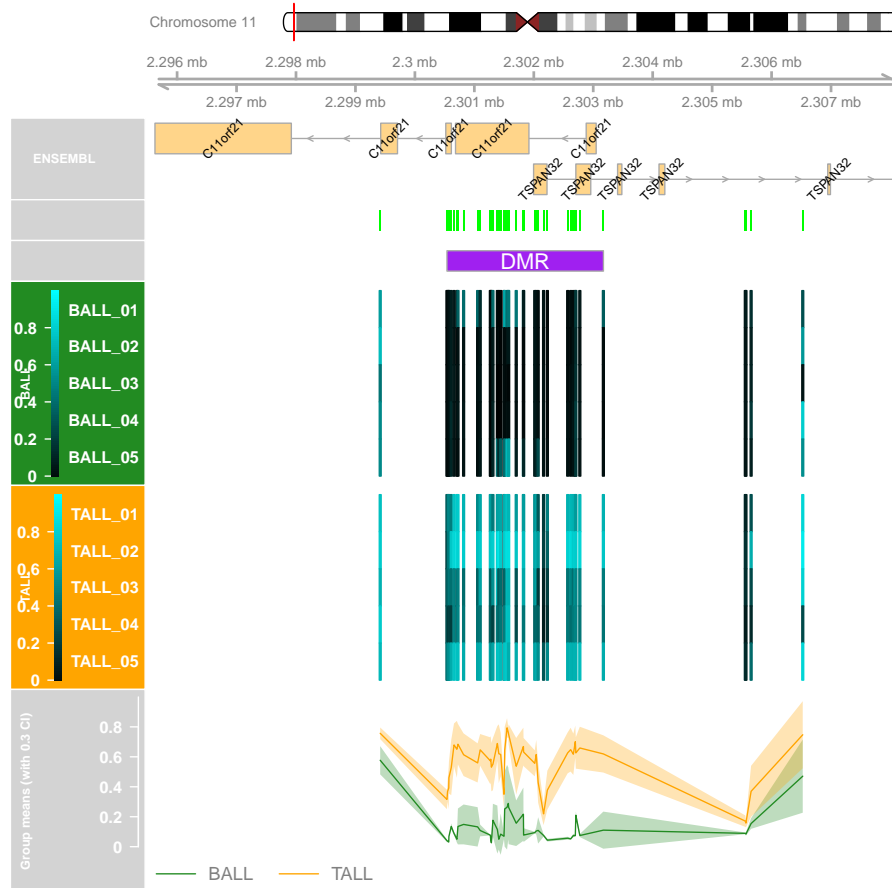 Chromosome 11
2.296 mb 2.298 mb 2.3 mb 2.302 mb 2.304 mb 2.306 mb
2.297 mb 2.299 mb 2.301 mb 2.303 mb 2.305 mb 2.307 mb
ENSEMBL
C11orf21 C11orf21 C11orf21 C11orf21 C11orf21
TSPAN32 TSPAN32 TSPAN32 TSPAN32 TSPAN32
DMR
BALL
0.8
0.6
0.4
0.2
0
BALL_01
BALL_02
BALL_03
BALL_04
BALL_05
TALL
0.8
0.6
0.4
0.2
0
TALL_01
TALL_02
TALL_03
TALL_04
TALL_05
Group means (with 0.3 CI)
0.8
0.6
0.4
0.2
0
BALL TALL